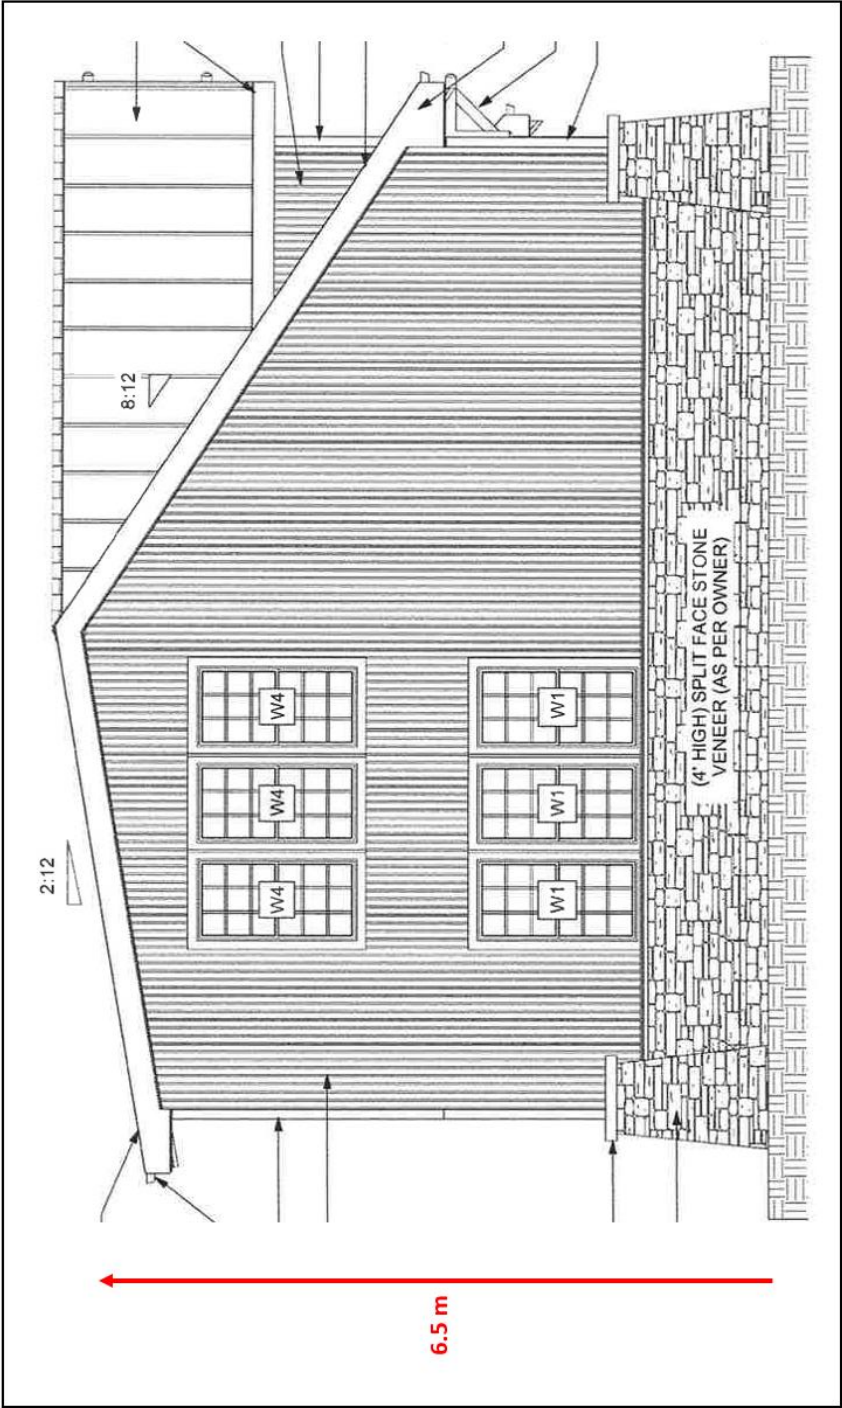 2:12
8:12
W4
W4
W4
W1
W1
W1
(4' HIGH) SPLIT FACE STONE
VENEER (AS PER OWNER)
6.5 m